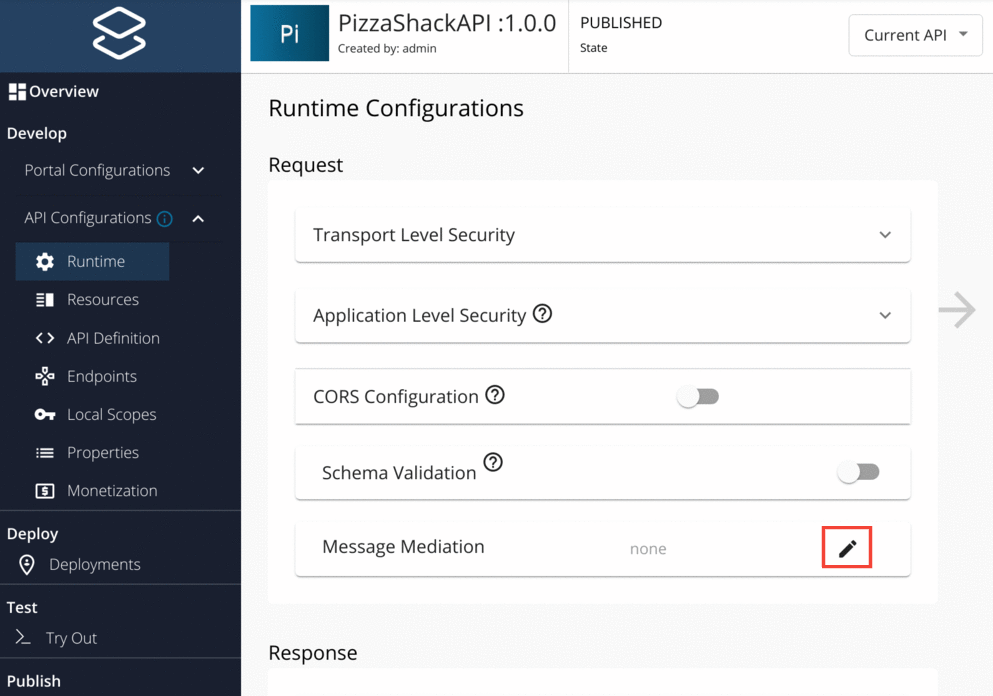 Overview
Develop
Portal Configurations
API Configurations
Runtime
Resources
API Definition
Endpoints
Local Scopes
Properties
Monetization
Deploy
Deployments
Test
Try Out
Publish
Pi
PizzaShackAPI :1.0.0
Created by: admin
PUBLISHED
State
Current API
Runtime Configurations
Request
Transport Level Security
Application Level Security
CORS Configuration
Schema Validation
Message Mediation none
Response